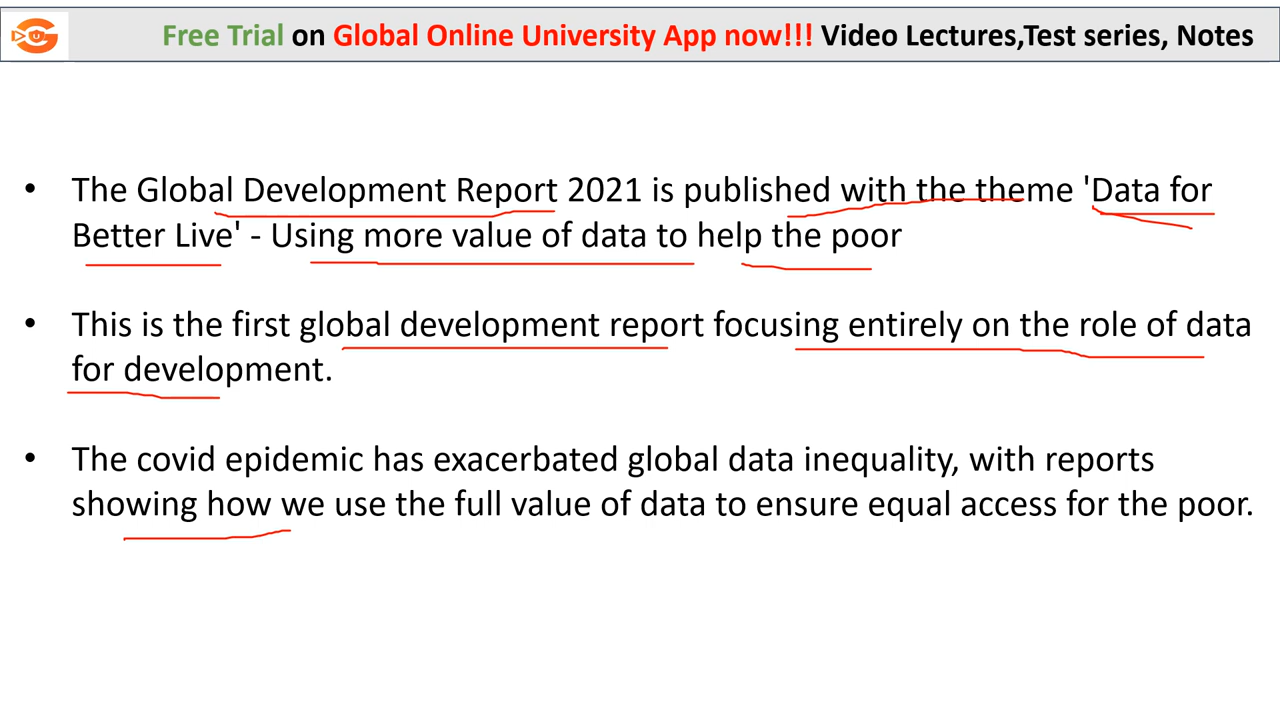 Free Trial on Global Online University App now!!! Video Lectures,Test series, Notes
• The Global Development Report 2021 is published with the theme 'Data for
Better Live' - Using more value of data to help the poor
• This is the first global development report focusing entirely on the role of data
for development.
• The covid epidemic has exacerbated global data inequality, with reports
showing how we use the full value of data to ensure equal access for the poor.